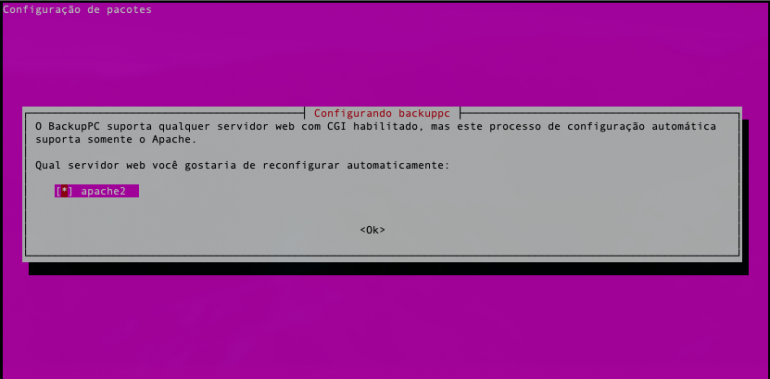 Configuração de pacotes
Configurando backuppc
O BackupPC suporta qualquer servidor web com CGI habilitado, mas este processo de configuração automática
suporta somente o Apache.
Qual servidor web você gostaria de reconfigurar automaticamente:
[*] apache2
<Ok>